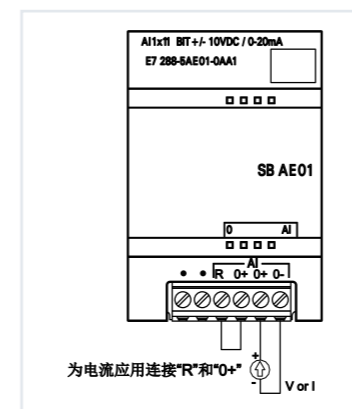 AI1x11 BIT+/- 10VDC / 0-20mA
E7 288-5AE01-0AA1
SB AE01
0 AI
AI
R 0+ 0+ 0-
为电流应用连接“R”和“0+”
+
-
V or I